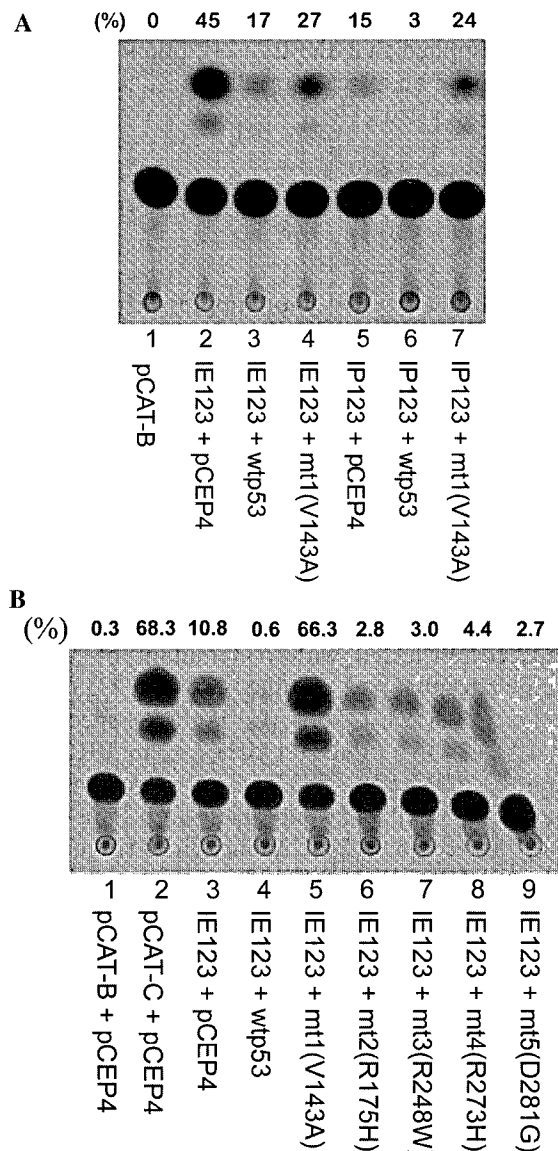 A
(%) 0 45 17 27 15 3 24
1 2 3 4 5 6 7
pCAT-B
IE123 + pCEP4
IE123 + wtp53
IE123 + mt1(V143A)
IP123 + pCEP4
IP123 + wtp53
IP123 + mt1(V143A)
B
(%) 0.3 68.3 10.8 0.6 66.3 2.8 3.0 4.4 2.7
1 2 3 4 5 6 7 8 9
pCAT-B + pCEP4
pCAT-C + pCEP4
IE123 + pCEP4
IE123 + wtp53
IE123 + mt1(V143A)
IE123 + mt2(R175H)
IE123 + mt3(R248W
IE123 + mt4(R273H)
IE123 + mt5(D281G)